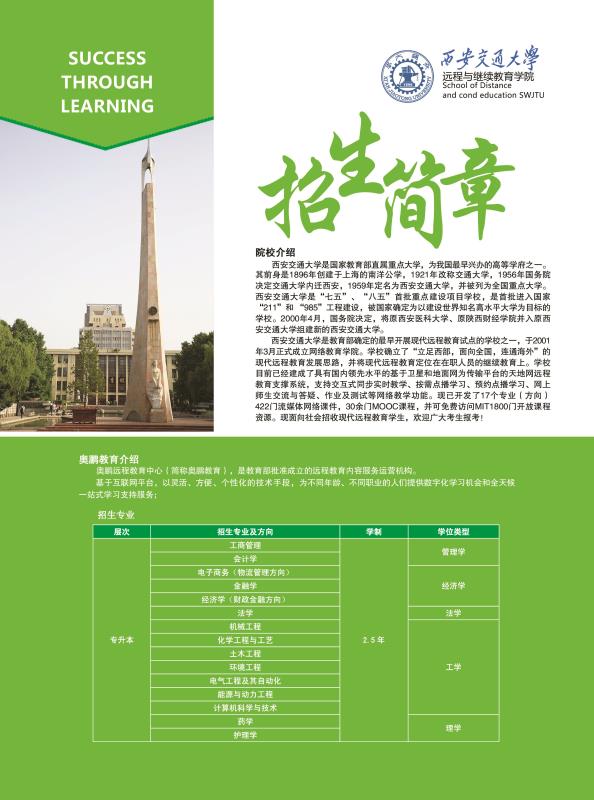 SUCCESS
THROUGH
LEARNING
西安交通大学
远程与继续教育学院
School of Distance
and cond education SWJTU
XI'AN JIAOTONG UNIVERSITY
招生简章
院校介绍
西安交通大学是国家教育部直属重点大学，为我国最早兴办的高等学府之一。
其前身是1896年创建于上海的南洋公学，1921年改称交通大学，1956年国务院
决定交通大学内迁西安，1959年定名为西安交通大学，并被列为全国重点大学。
西安交通大学是“七五”、“八五”首批重点建设项目学校，是首批进入国家
“211”和 “985”工程建设，被国家确定为以建设世界知名高水平大学为目标的
学校。2000年4月，国务院决定，将原西安医科大学、原陕西财经学院并入原西
安交通大学组建新的西安交通大学。
西安交通大学是教育部确定的最早开展现代远程教育试点的学校之一，于2001
年3月正式成立网络教育学院。学校确立了“立足西部，面向全国，连通海外”的
现代远程教育发展思路，并将现代远程教育定位在在职人员的继续教育上。学校
目前已经建成了具有国内领先水平的基于卫星和地面网为传输平台的天地网远程
教育支撑系统，支持交互式同步实时教学、按需点播学习、预约点播学习、网上
师生交流与答疑、作业及测试等网络教学功能。现已开发了17个专业（方向）
422门流媒体网络课件，30余门MOOC课程，并可免费访问MIT1800门开放课程
资源。现面向社会招收现代远程教育学生，欢迎广大考生报考！
奥鹏教育介绍
奥鹏远程教育中心（简称奥鹏教育），是教育部批准成立的远程教育内容服务运营机构。
基于互联网平台，以灵活、方便、个性化的技术手段，为不同年龄、不同职业的人们提供数字化学习机会和全天候
一站式学习支持服务；
招生专业
层次 招生专业及方向 学制 学位类型
工商管理
会计学
管理学
电子商务（物流管理方向）
金融学
经济学（财政金融方向）
经济学
法学 法学
机械工程
专升本 化学工程与工艺 2.5 年
土木工程
环境工程 工学
电气工程及其自动化
能源与动力工程
计算机科学与技术
药学
护理学
理学